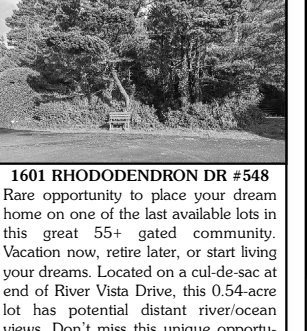 1601 RHODODENDRON DR #548
Rare opportunity to place your dream
home on one of the last available lots in
this great 55+ gated community.
Vacation now, retire later, or start living
your dreams. Located on a cul-de-sac at
end of River Vista Drive, this 0.54-acre
lot has potential distant river/ocean
views. Don't miss this unique opportu-